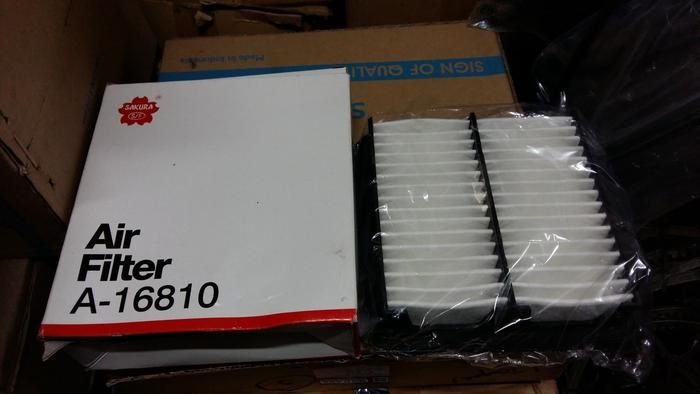 Made in Indonesia
SIGN OF QUALI
S
SAKURA
S/F
Air
Filter
A-16810